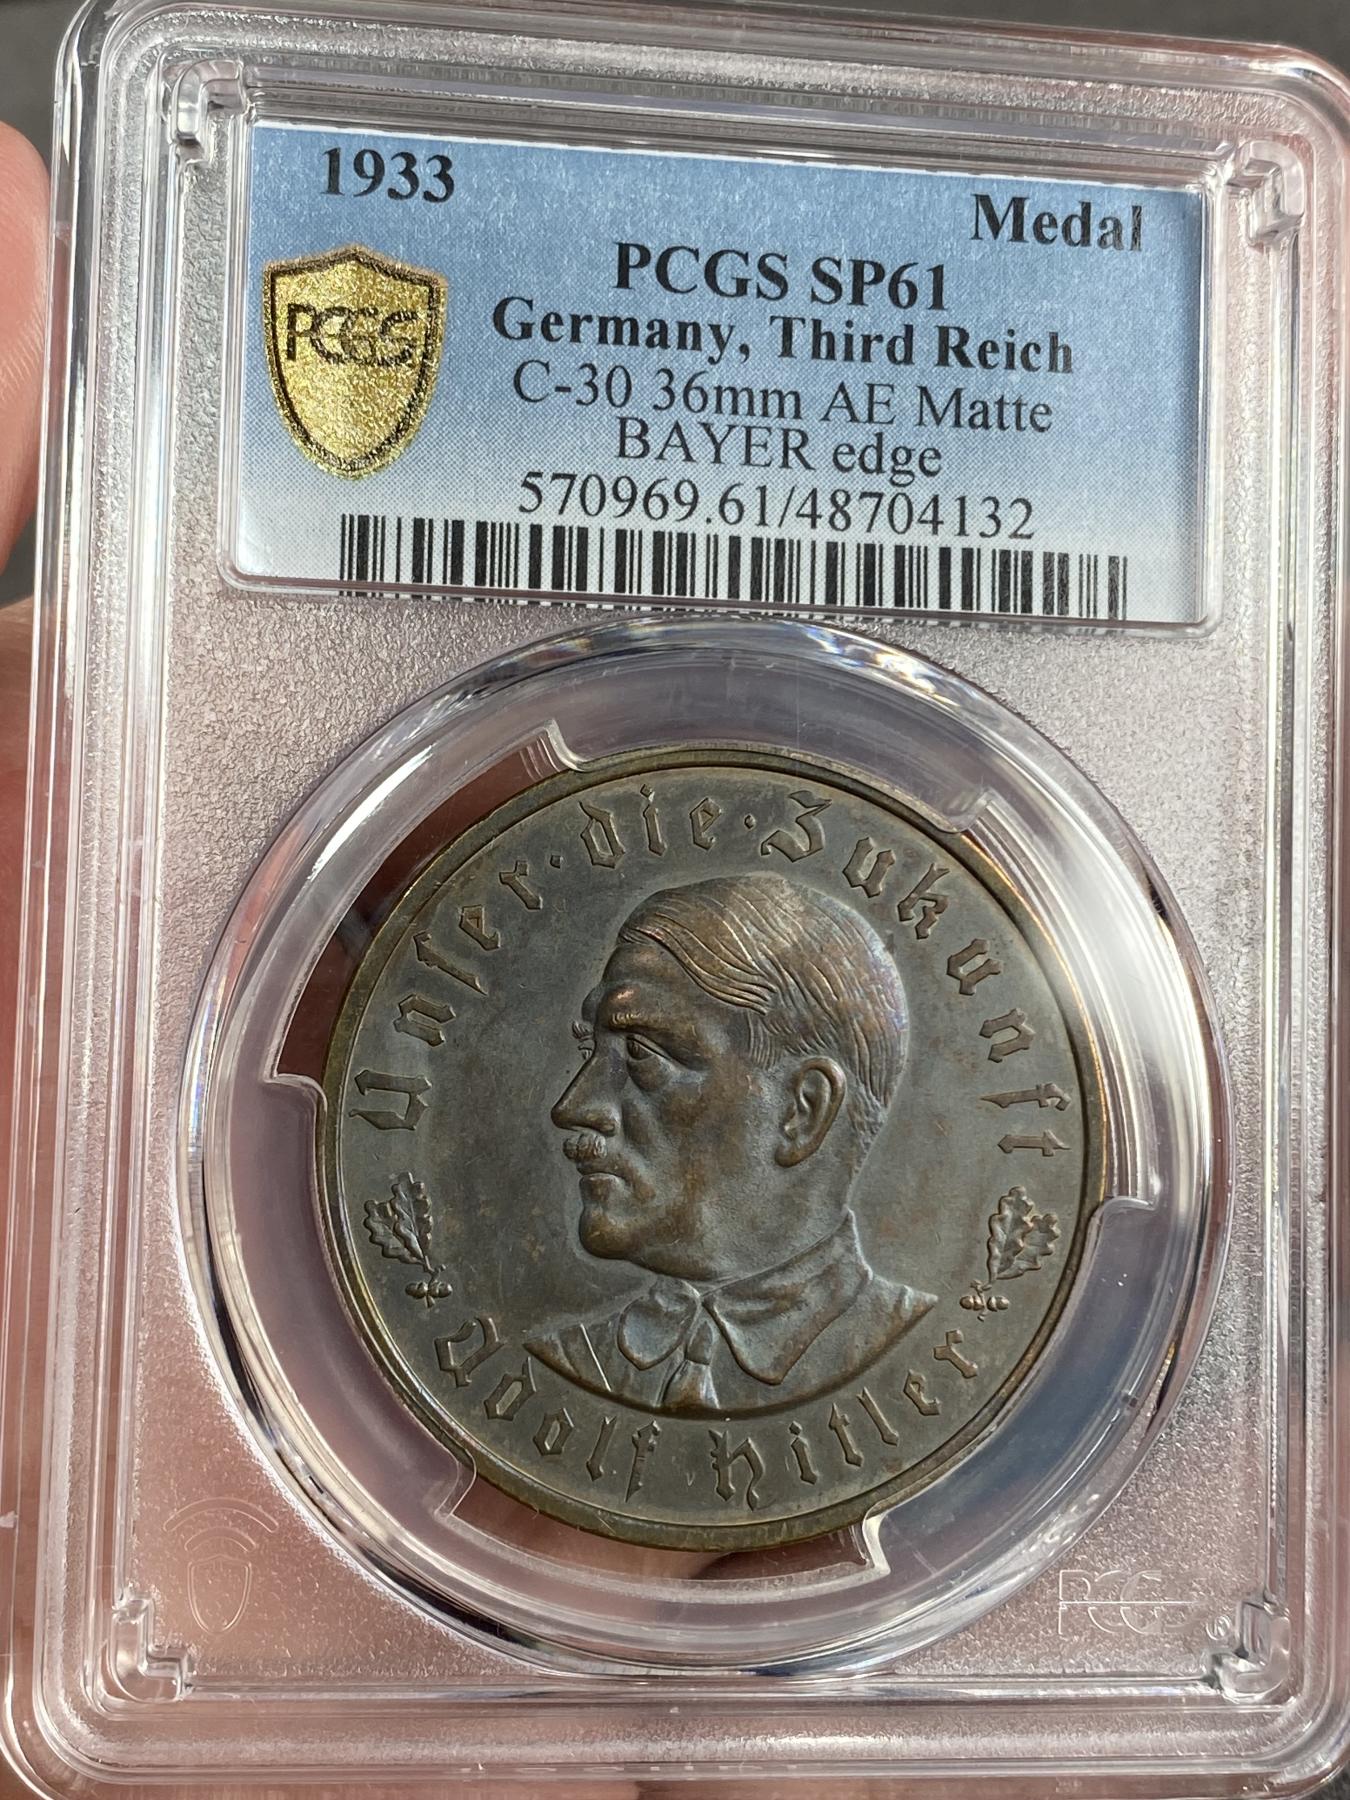 1933
Medal
PCGS SP61
PCGS
Germany, Third Reich
C-30 36mm AE Matte
BAYER edge
570969.61/48704132
Unser · die · Zukunft
Adolf Hitler
PCGS